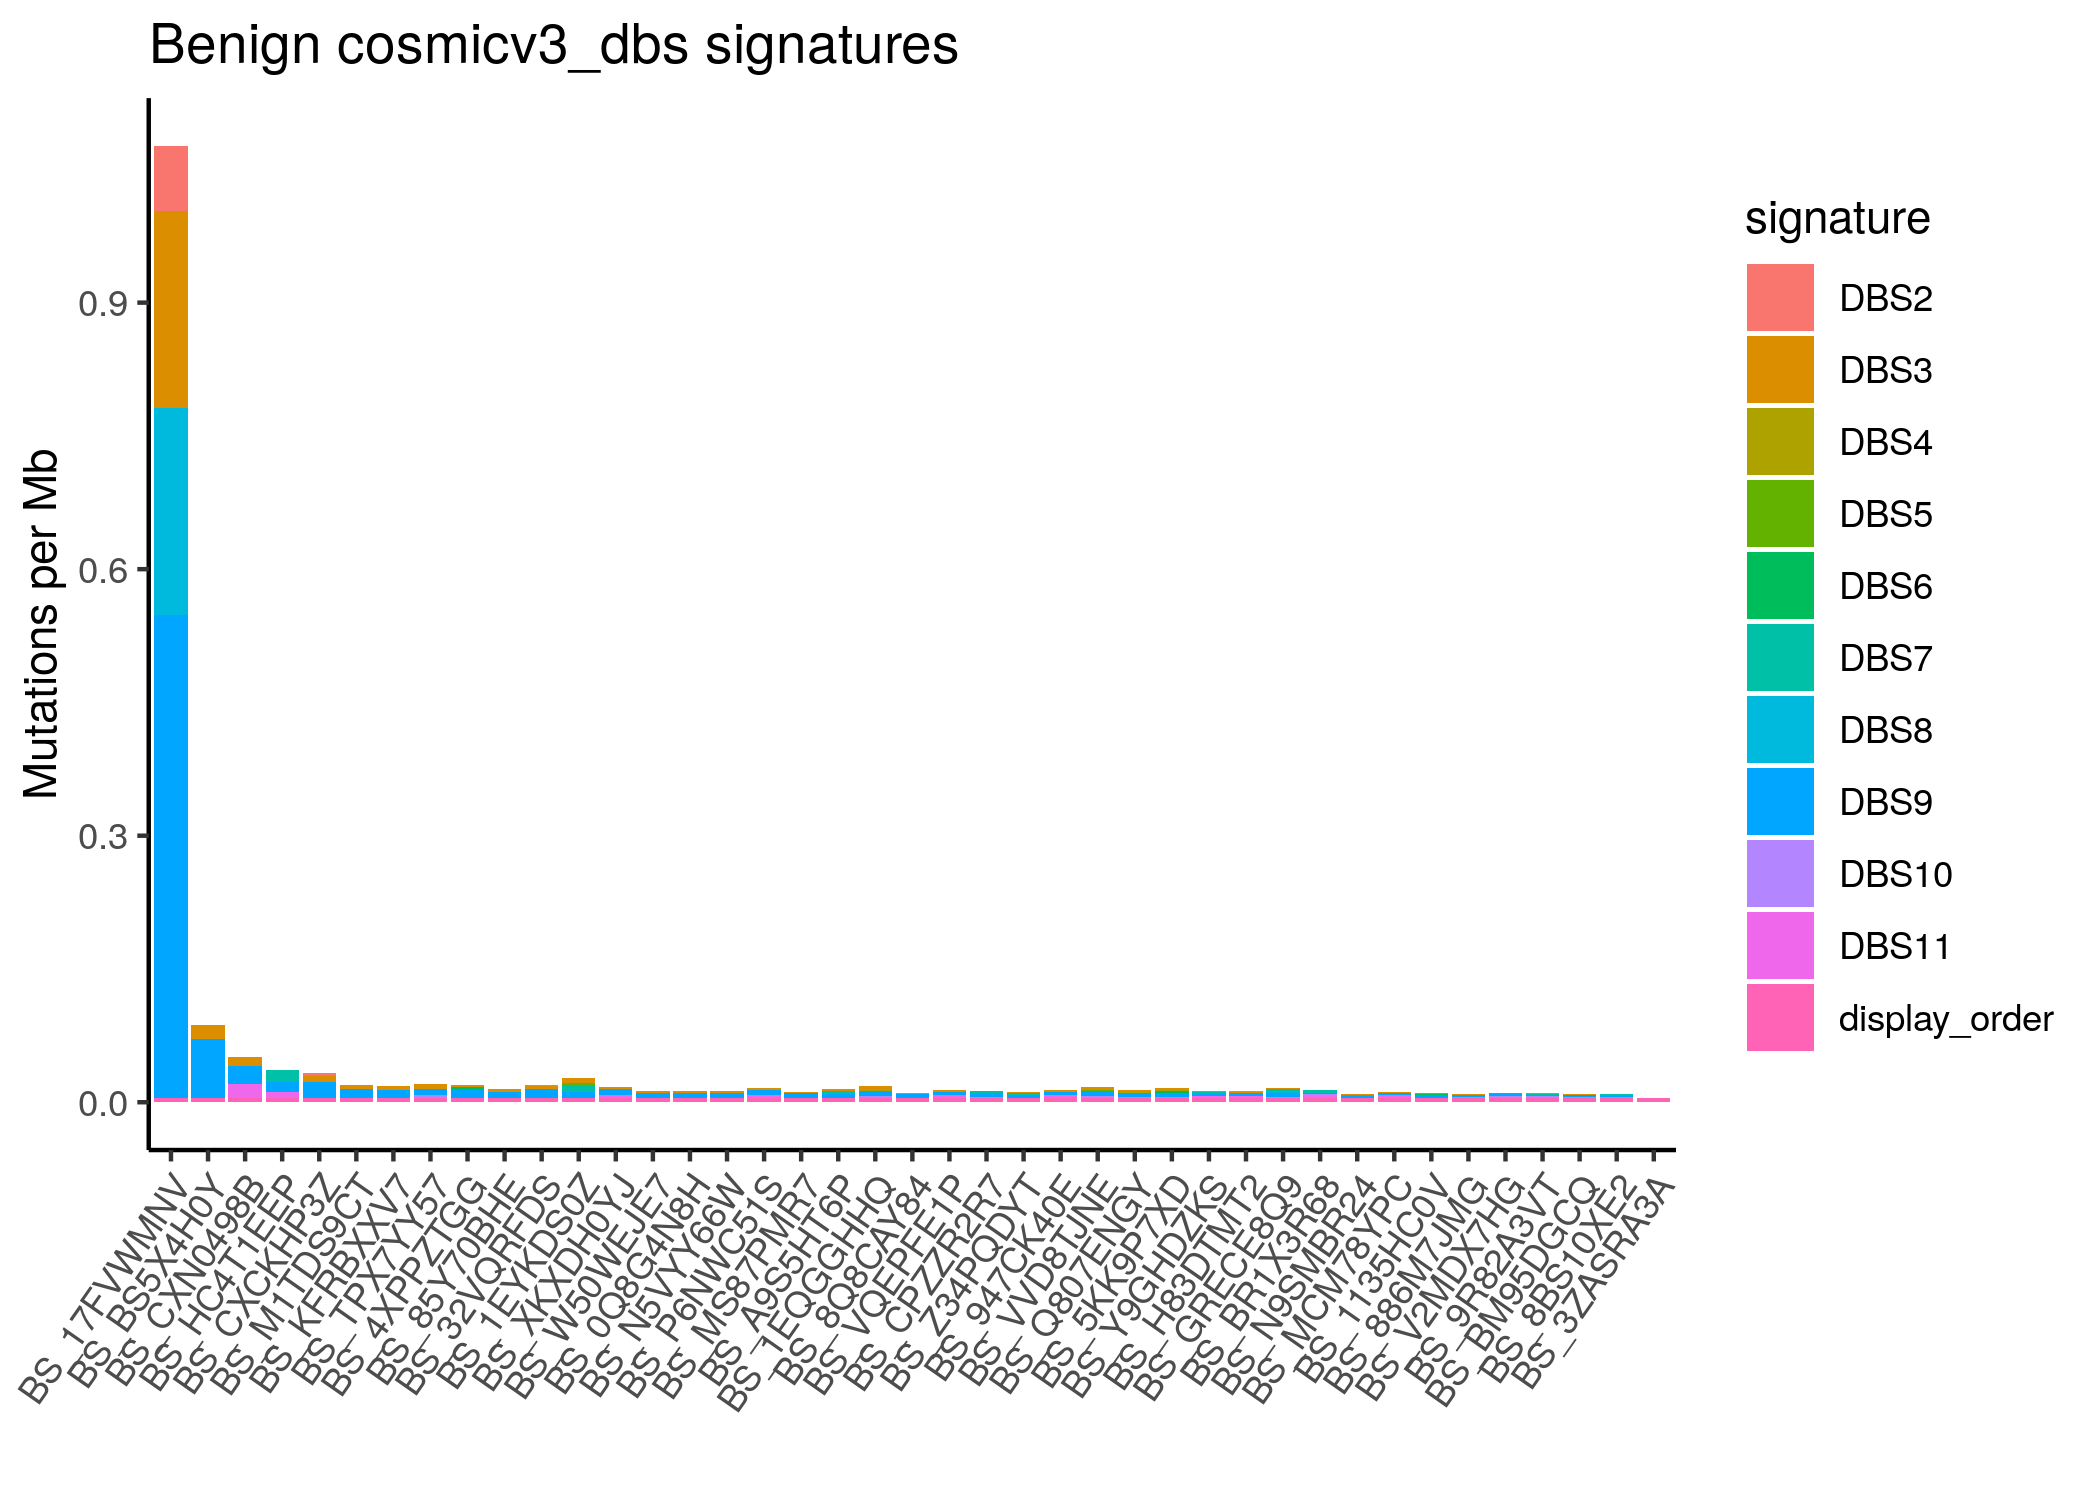 Benign cosmicv3_dbs signatures
Mutations per Mb
0.9
0.6
0.3
0.0
BS_17FVWMNV
BS_BS5X4H0Y
BS_CXN0498B
BS_HC4T1EEP
BS_CXCKHP3Z
BS_M1TDS9CT
BS_KFRBXXV7
BS_TPX7YY57
BS_4XPPZTGG
BS_85Y70BHE
BS_32VQRFDS
BS_1EYKDS0Z
BS_XKXDH0YJ
BS_W50WEJE7
BS_0Q8G4N8H
BS_N5VYY66W
BS_P6NWC51S
BS_MS87PMR7
BS_A9S5HT6P
BS_1EQGGHHQ
BS_8Q8CAY84
BS_VQEPFE1P
BS_CPZZR2R7
BS_Z34PQDYT
BS_947CK40E
BS_VVD8TJNE
BS_Q807ENGY
BS_5KK9P7XD
BS_Y9GHDZKS
BS_H83DTMT2
BS_GRECE8Q9
BS_BR1X3R68
BS_N9SMBR24
BS_MCM78YPC
BS_1135HC0V
BS_886M7JMG
BS_V2MDX7HG
BS_9R82A3VT
BS_BM95DGCQ
BS_8BS10XE2
BS_3ZASRA3A
signature
DBS2
DBS3
DBS4
DBS5
DBS6
DBS7
DBS8
DBS9
DBS10
DBS11
display_order